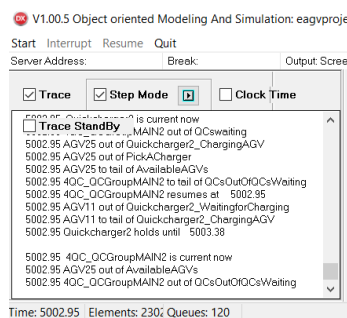 V1.00.5 Object oriented Modeling And Simulation: eagvproje
Start Interrupt Resume Quit
Server Address: Break: Output Scree
Trace Step Mode Clock Time
5002.95 Quickcharger2 is current now
Trace StandBy MAIN2 out of QCswaiting
5002.95 AGV25 out of Quickcharger2_ChargingAGV
5002.95 AGV25 out of PickACharger
5002.95 AGV25 to tail of AvailableAGVs
5002.95 4QC_QCGroupMAIN2 to tail of QCsOutOfQCsWaiting
5002.95 4QC_QCGroupMAIN2 resumes at 5002.95
5002.95 AGV11 out of Quickcharger2_WaitingforCharging
5002.95 AGV11 to tail of Quickcharger2_ChargingAGV
5002.95 Quickcharger2 holds until 5003.38
5002.95 4QC_QCGroupMAIN2 is current now
5002.95 AGV25 out of AvailableAGVs
5002.95 4QC_QCGroupMAIN2 out of QCsOutOfQCsWaiting
Time: 5002.95 Elements: 2302 Queues: 120